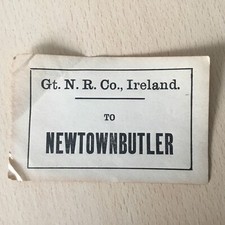 Gt. N. R. Co., Ireland.
TO
NEWTOWNBUTLER